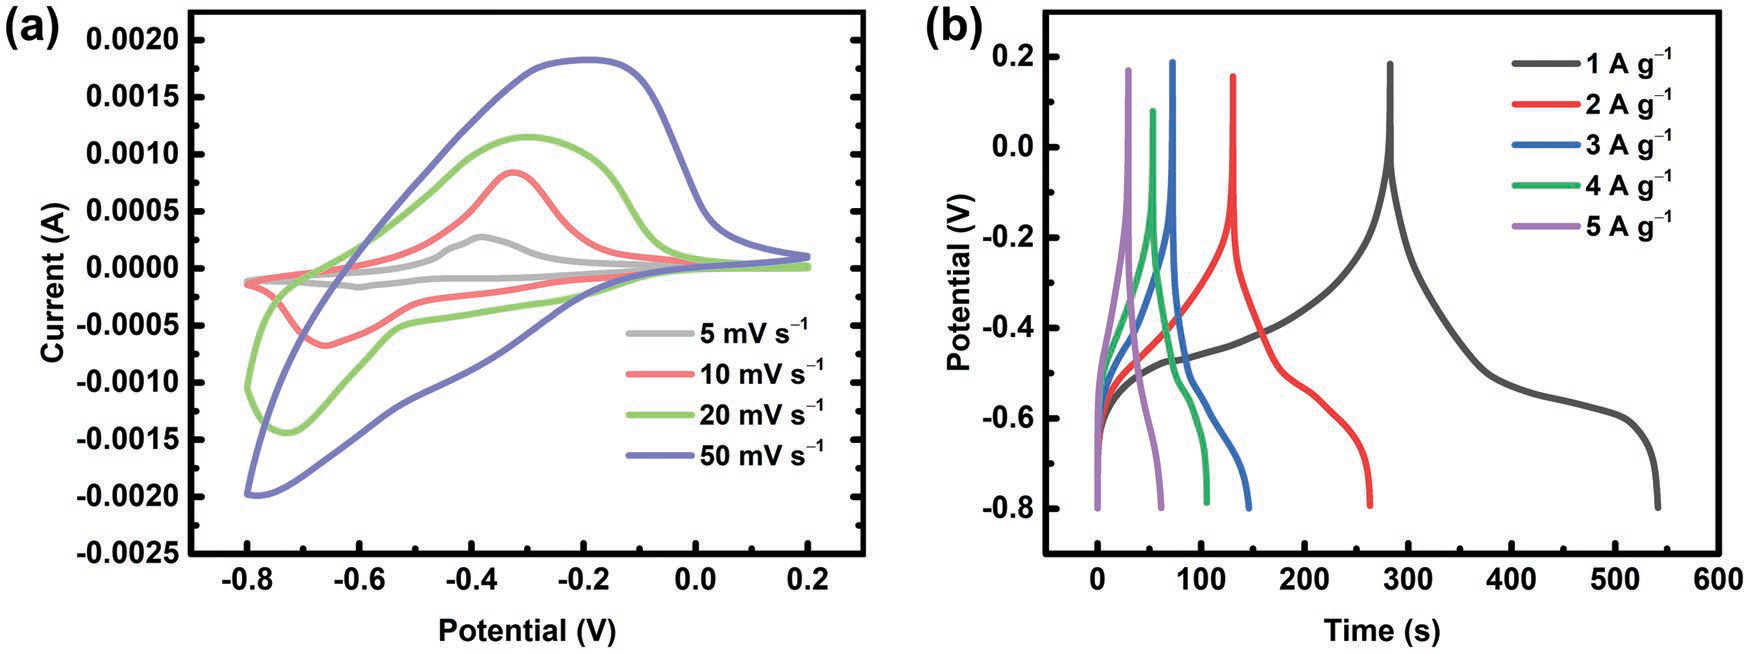 (a)
0.0020
0.0015
0.0010
0.0005
0.0000
-0.0005
-0.0010
-0.0015
-0.0020
-0.0025
Current (A)
5 mV s⁻¹
10 mV s⁻¹
20 mV s⁻¹
50 mV s⁻¹
-0.8 -0.6 -0.4 -0.2 0.0 0.2
Potential (V)
(b)
0.2
0.0
-0.2
-0.4
-0.6
-0.8
Potential (V)
1 A g⁻¹
2 A g⁻¹
3 A g⁻¹
4 A g⁻¹
5 A g⁻¹
0 100 200 300 400 500 600
Time (s)